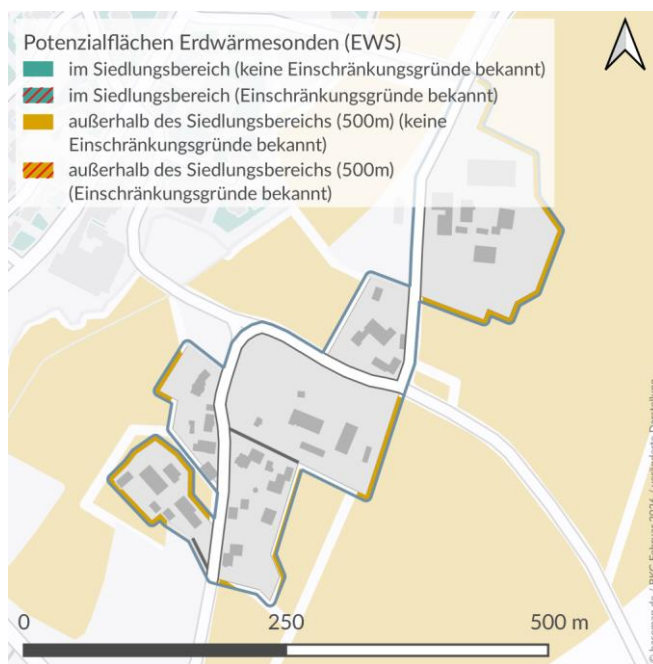 Potenzialflächen Erdwärmesonden (EWS)
im Siedlungsbereich (keine Einschränkungsgründe bekannt)
im Siedlungsbereich (Einschränkungsgründe bekannt)
außerhalb des Siedlungsbereichs (500m) (keine
Einschränkungsgründe bekannt)
außerhalb des Siedlungsbereichs (500m)
(Einschränkungsgründe bekannt)
0
250
500 m